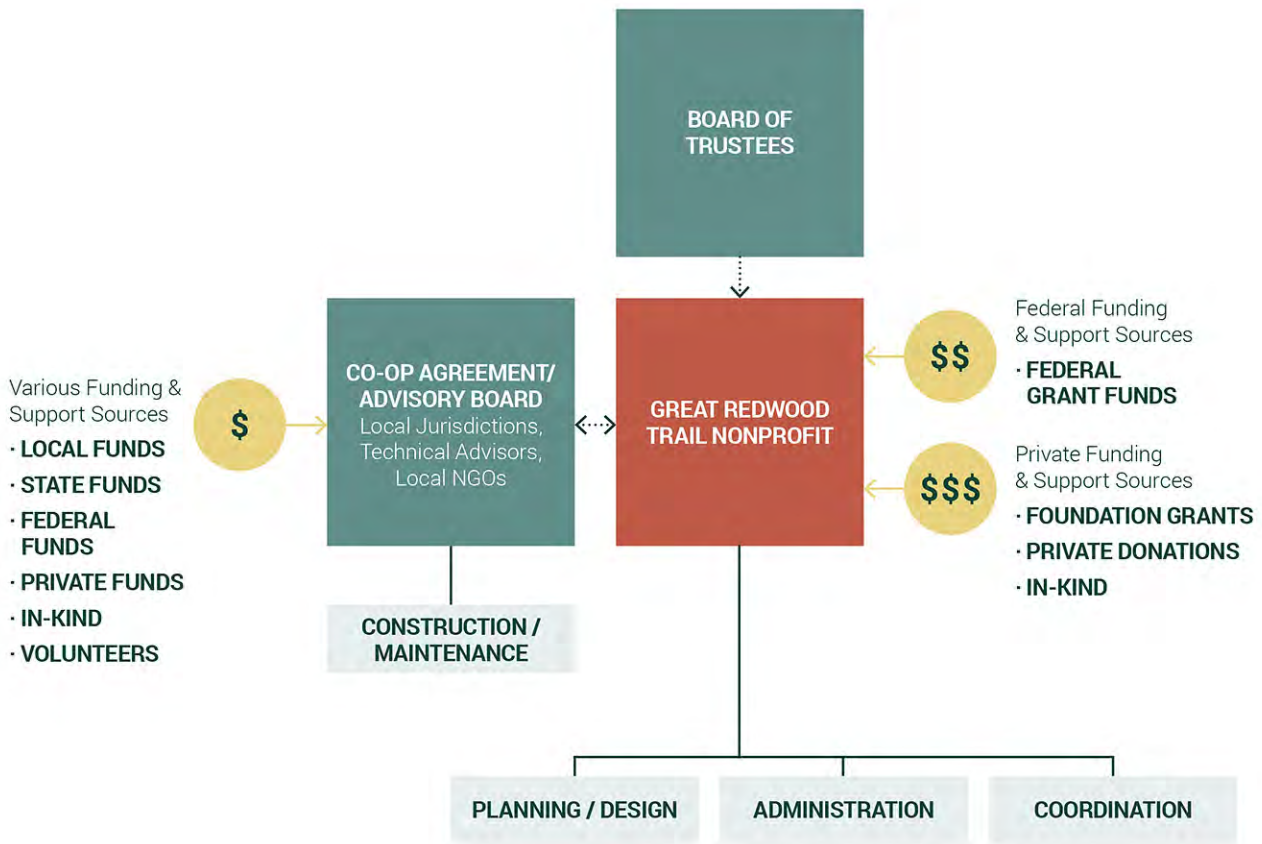 BOARD OF
TRUSTEES
Various Funding &
Support Sources
· LOCAL FUNDS
· STATE FUNDS
· FEDERAL
FUNDS
· PRIVATE FUNDS
· IN-KIND
· VOLUNTEERS
$
CO-OP AGREEMENT/
ADVISORY BOARD
Local Jurisdictions,
Technical Advisors,
Local NGOs
GREAT REDWOOD
TRAIL NONPROFIT
$$
Federal Funding
& Support Sources
· FEDERAL
GRANT FUNDS
$$$
Private Funding
& Support Sources
· FOUNDATION GRANTS
· PRIVATE DONATIONS
· IN-KIND
CONSTRUCTION /
MAINTENANCE
PLANNING / DESIGN
ADMINISTRATION
COORDINATION